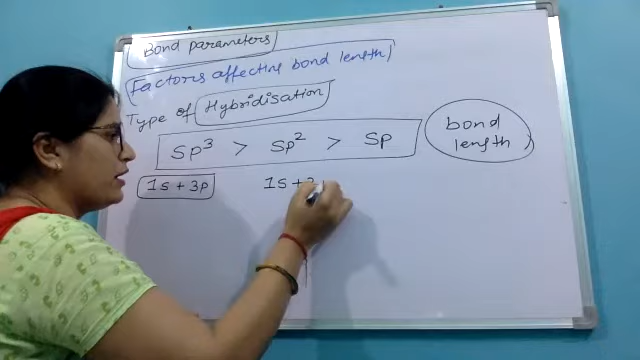 Bond parameters
Factors affecting bond length
Type of Hybridisation
sp³ > sp² > sp
bond length
1s + 3p 1s +